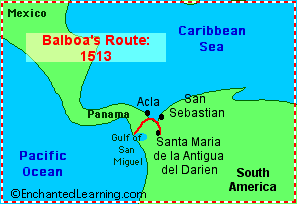 Mexico
Caribbean
Sea
Balboa's Route:
1513
Acla
San
Sebastian
Panama
Gulf of
San
Miguel
Santa Maria
de la Antigua
del Darien
Pacific
Ocean
South
America
©EnchantedLearning.com